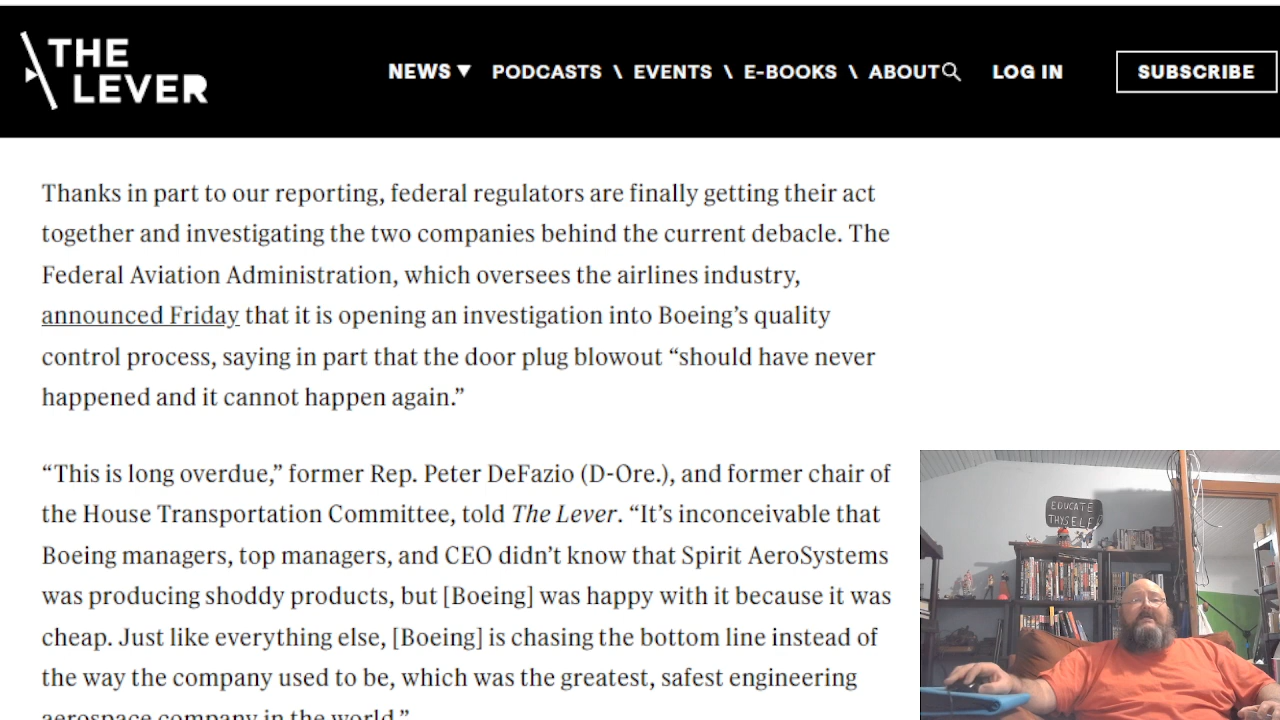 THE
LEVER
NEWS ▼ PODCASTS \ EVENTS \ E-BOOKS \ ABOUT LOG IN SUBSCRIBE
Thanks in part to our reporting, federal regulators are finally getting their act
together and investigating the two companies behind the current debacle. The
Federal Aviation Administration, which oversees the airlines industry,
announced Friday that it is opening an investigation into Boeing’s quality
control process, saying in part that the door plug blowout “should have never
happened and it cannot happen again.”
“This is long overdue,” former Rep. Peter DeFazio (D-Ore.), and former chair of
the House Transportation Committee, told The Lever. “It’s inconceivable that
Boeing managers, top managers, and CEO didn’t know that Spirit AeroSystems
was producing shoddy products, but [Boeing] was happy with it because it was
cheap. Just like everything else, [Boeing] is chasing the bottom line instead of
the way the company used to be, which was the greatest, safest engineering
aerospace company in the world.”
EDUCATE
THYSELF